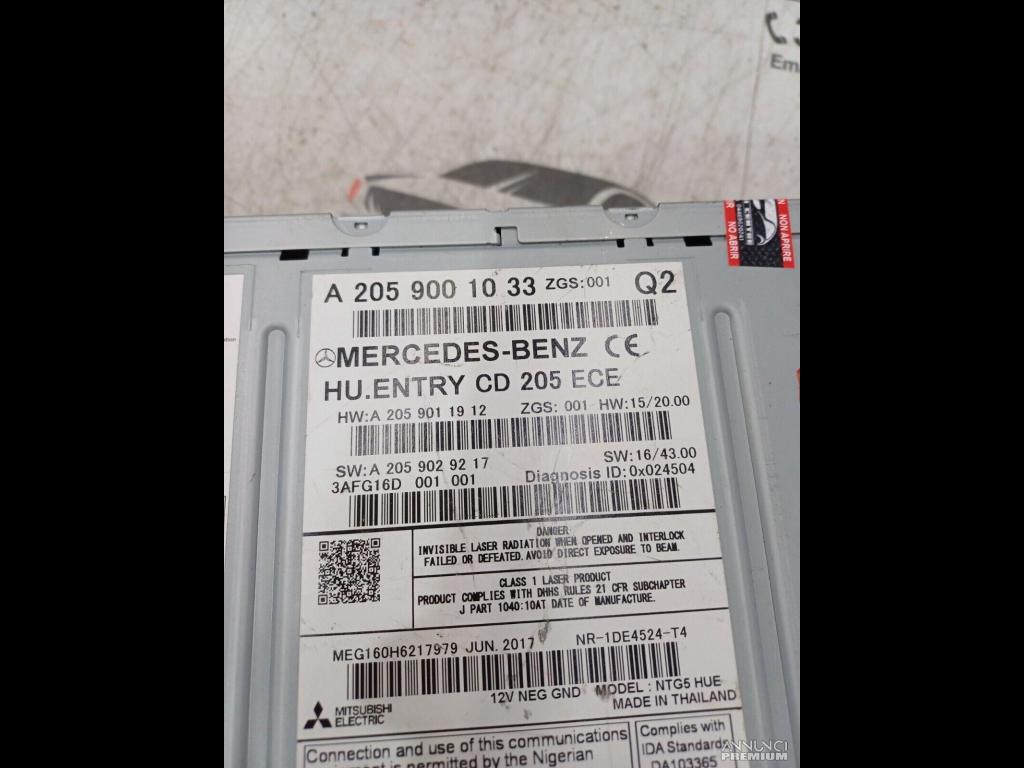 Em
NON APRIRE
NO ABRIR
A 205 900 10 33 ZGS:001 Q2
MERCEDES-BENZ CE
HU.ENTRY CD 205 ECE
HW:A 205 901 19 12 ZGS: 001 HW:15/20.00
SW:A 205 902 92 17 SW:16/43.00
3AFG16D 001 001 Diagnosis ID:0x024504
DANGER
INVISIBLE LASER RADIATION WHEN OPENED AND INTERLOCK
FAILED OR DEFEATED. AVOID DIRECT EXPOSURE TO BEAM.
CLASS 1 LASER PRODUCT
PRODUCT COMPLIES WITH DHHS RULES 21 CFR SUBCHAPTER
J PART 1040:10AT DATE OF MANUFACTURE.
MEG160H6217979 JUN. 2017 NR-1DE4524-T4
12V NEG GND MODEL : NTG5 HUE
MADE IN THAILAND
MITSUBISHI
ELECTRIC
Connection and use of this communications
is permitted by the Nigerian
Complies with
IDA Standards
DA103365
ANNUNCI
PREMIUM